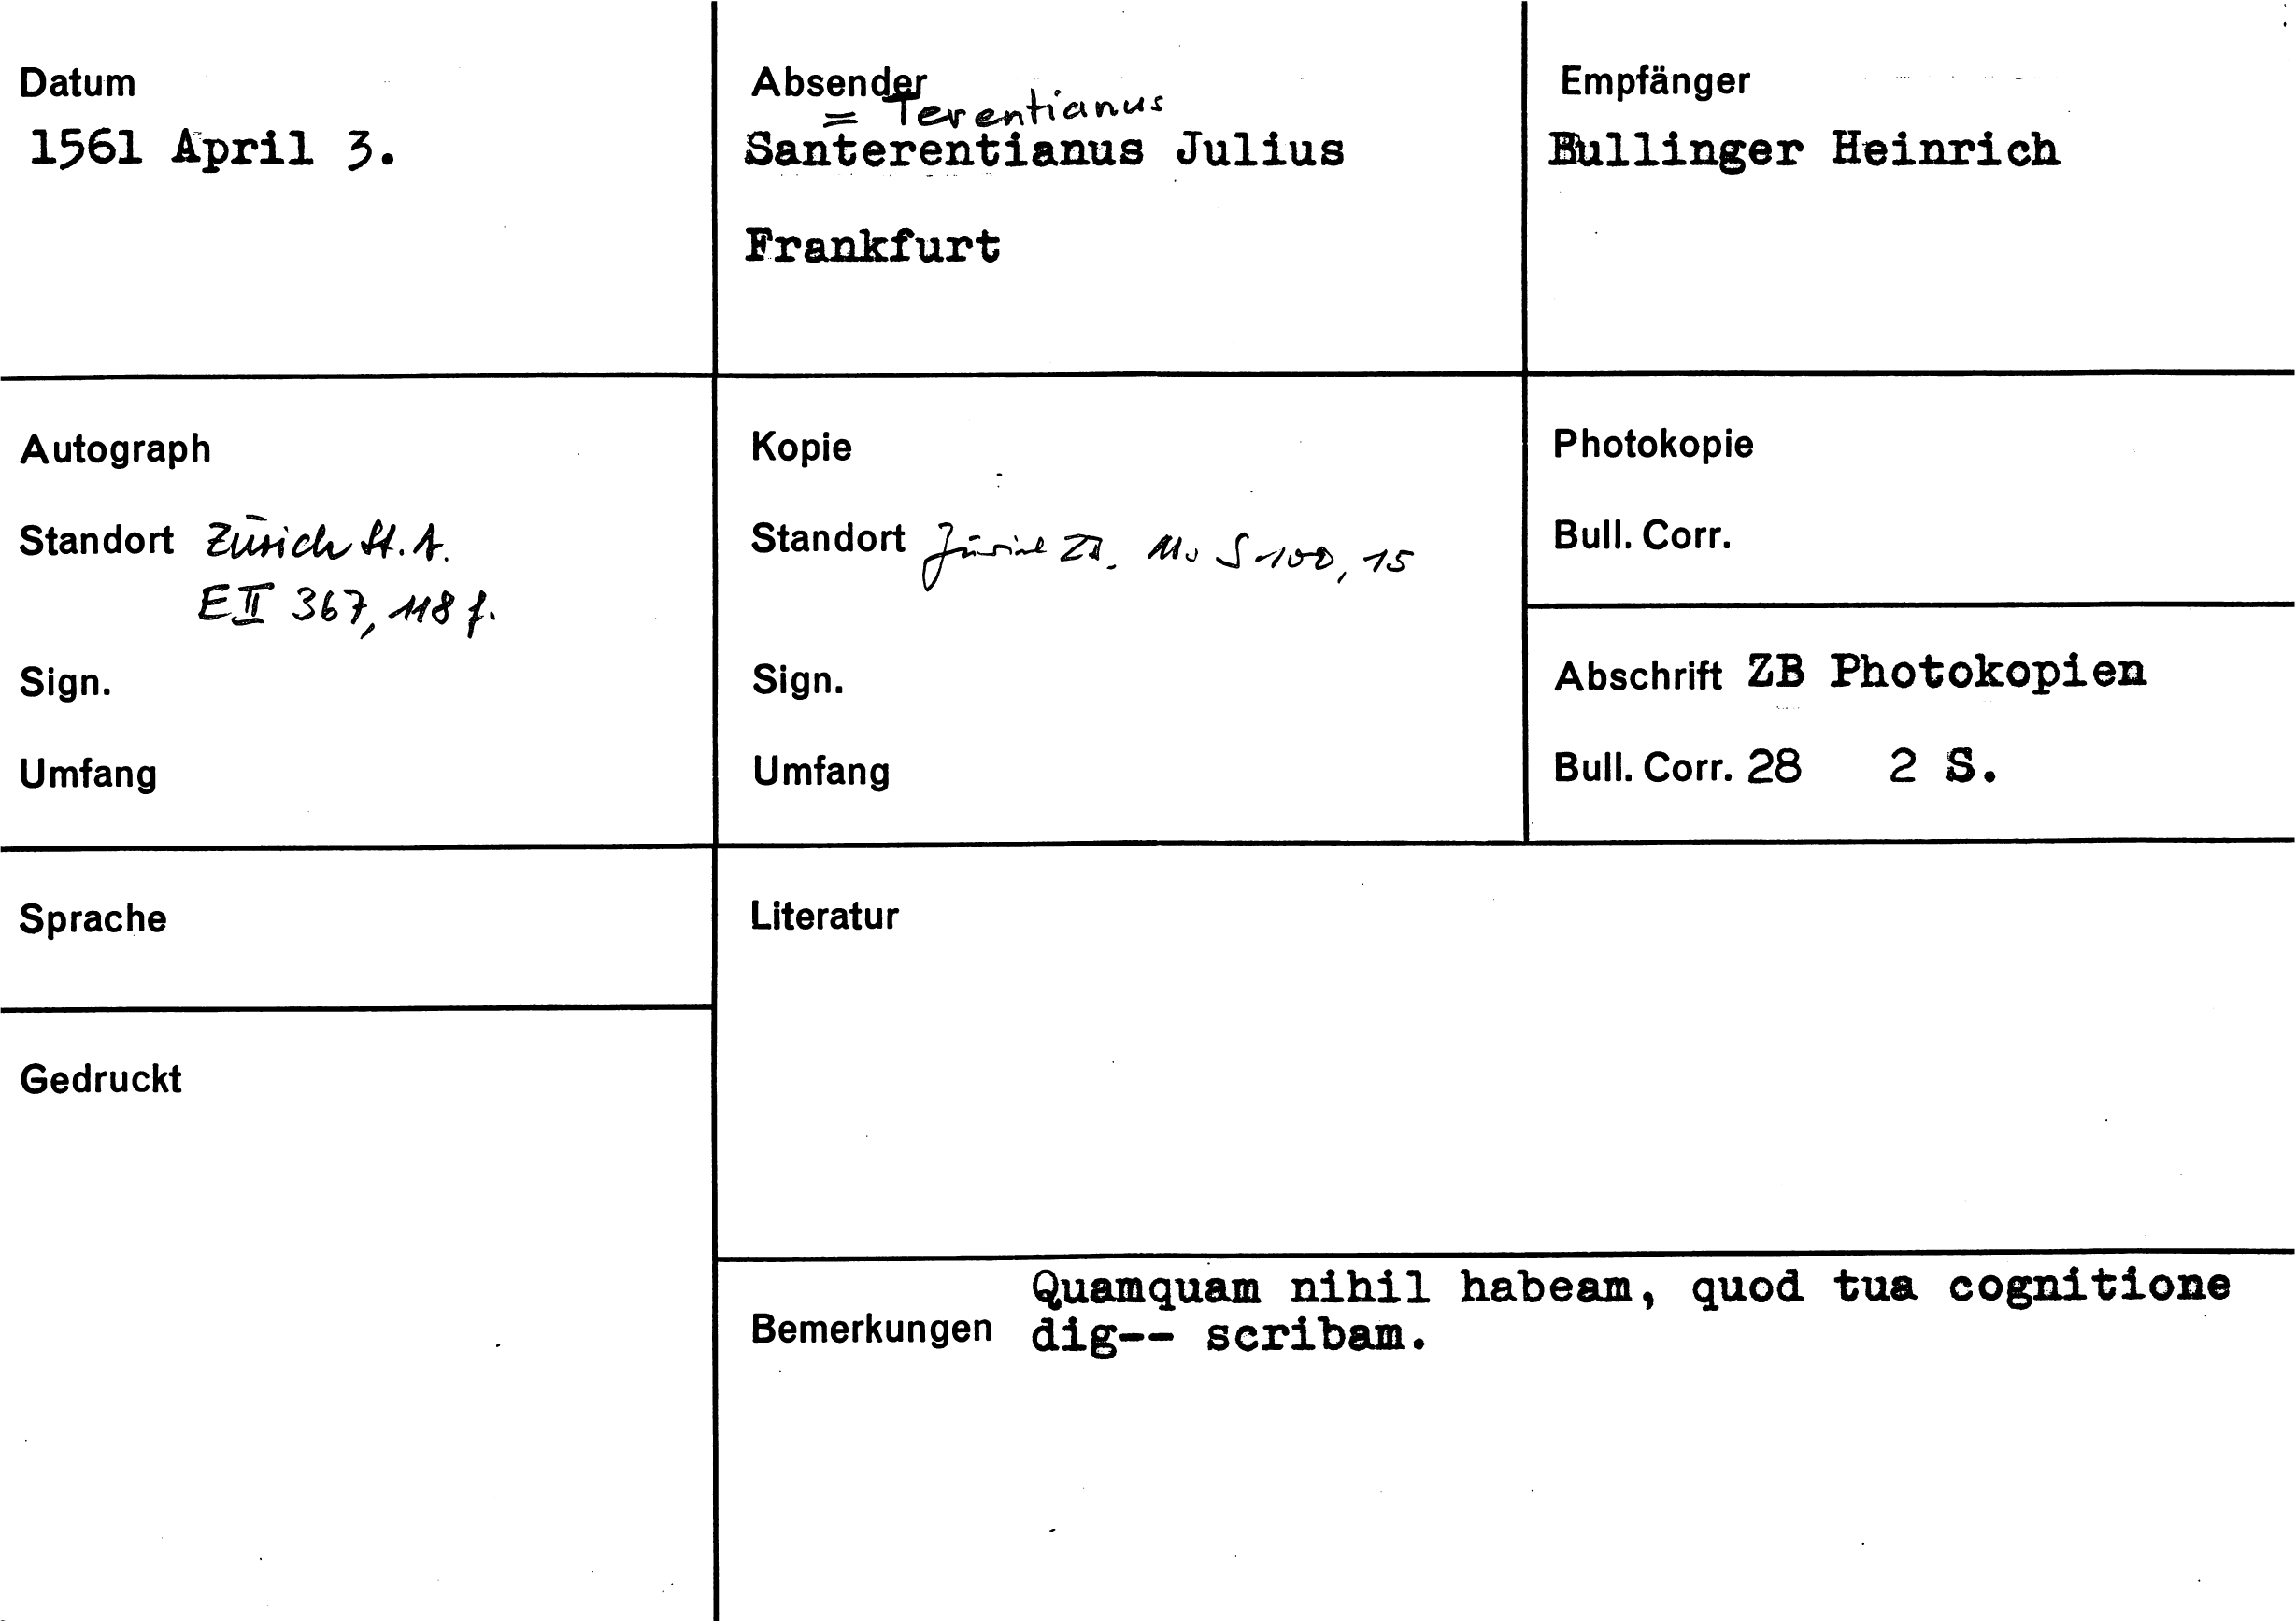 Datum
1561 April 3.
Absender
= Terentianus
Santerentianus Julius
Frankfurt
Empfänger
Bullinger Heinrich
Autograph
Standort Zürich St. A.
E II 367, 118 f.
Sign.
Umfang
Kopie
Standort Zürich ZB. Ms S 100, 15
Sign.
Umfang
Photokopie
Bull. Corr.
Abschrift ZB Photokopien
Bull. Corr. 28 2 S.
Sprache
Gedruckt
Literatur
Bemerkungen
Quamquam nihil habeam, quod tua cognitione
dig-- scribam.